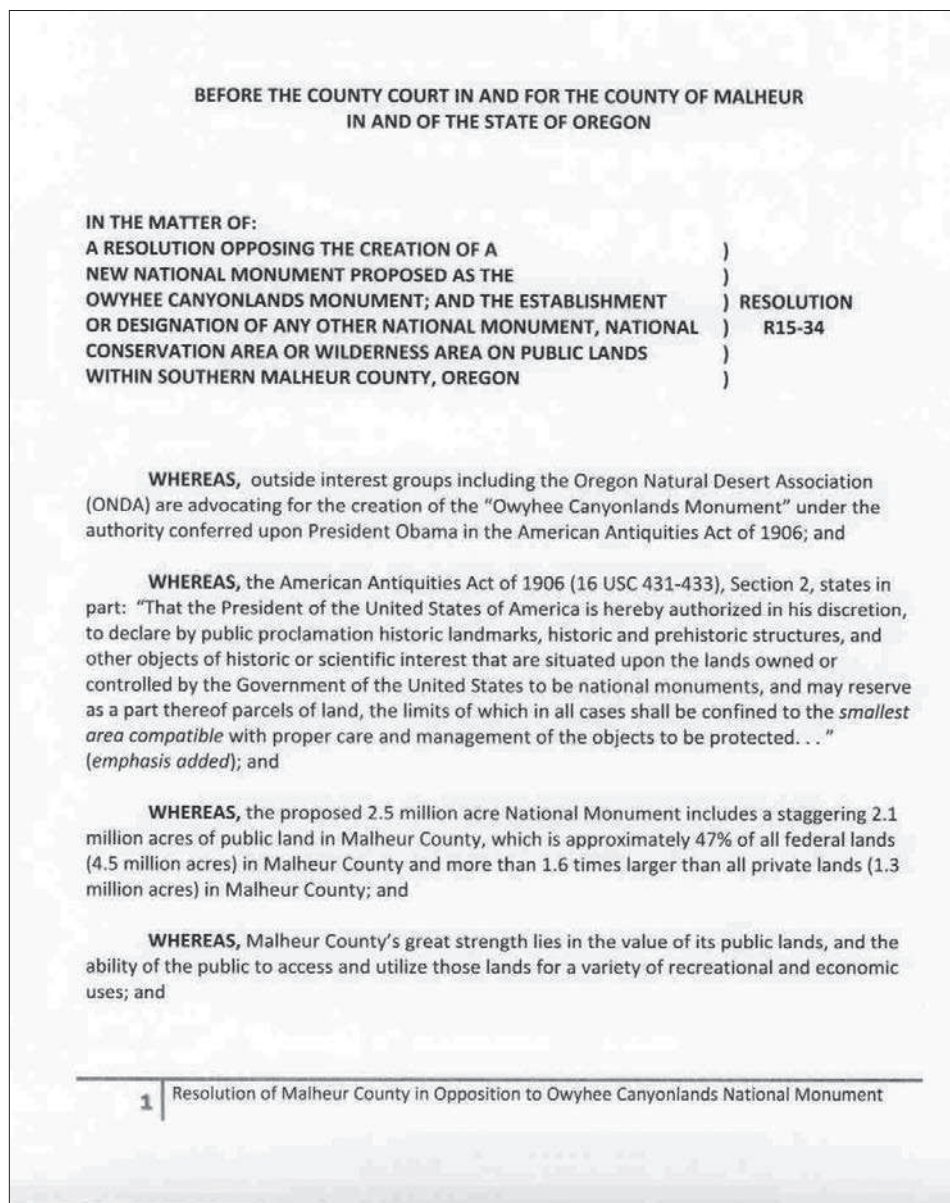 BEFORE THE COUNTY COURT IN AND FOR THE COUNTY OF MALHEUR
IN AND OF THE STATE OF OREGON
IN THE MATTER OF:
A RESOLUTION OPPOSING THE CREATION OF A )
NEW NATIONAL MONUMENT PROPOSED AS THE )
OWYHEE CANYONLANDS MONUMENT; AND THE ESTABLISHMENT ) RESOLUTION
OR DESIGNATION OF ANY OTHER NATIONAL MONUMENT, NATIONAL ) R15-34
CONSERVATION AREA OR WILDERNESS AREA ON PUBLIC LANDS )
WITHIN SOUTHERN MALHEUR COUNTY, OREGON )
WHEREAS, outside interest groups including the Oregon Natural Desert Association
(ONDA) are advocating for the creation of the “Owyhee Canyonlands Monument” under the
authority conferred upon President Obama in the American Antiquities Act of 1906; and
WHEREAS, the American Antiquities Act of 1906 (16 USC 431-433), Section 2, states in
part: “That the President of the United States of America is hereby authorized in his discretion,
to declare by public proclamation historic landmarks, historic and prehistoric structures, and
other objects of historic or scientific interest that are situated upon the lands owned or
controlled by the Government of the United States to be national monuments, and may reserve
as a part thereof parcels of land, the limits of which in all cases shall be confined to the smallest
area compatible with proper care and management of the objects to be protected. . . ”
(emphasis added); and
WHEREAS, the proposed 2.5 million acre National Monument includes a staggering 2.1
million acres of public land in Malheur County, which is approximately 47% of all federal lands
(4.5 million acres) in Malheur County and more than 1.6 times larger than all private lands (1.3
million acres) in Malheur County; and
WHEREAS, Malheur County’s great strength lies in the value of its public lands, and the
ability of the public to access and utilize those lands for a variety of recreational and economic
uses; and
1 Resolution of Malheur County in Opposition to Owyhee Canyonlands National Monument